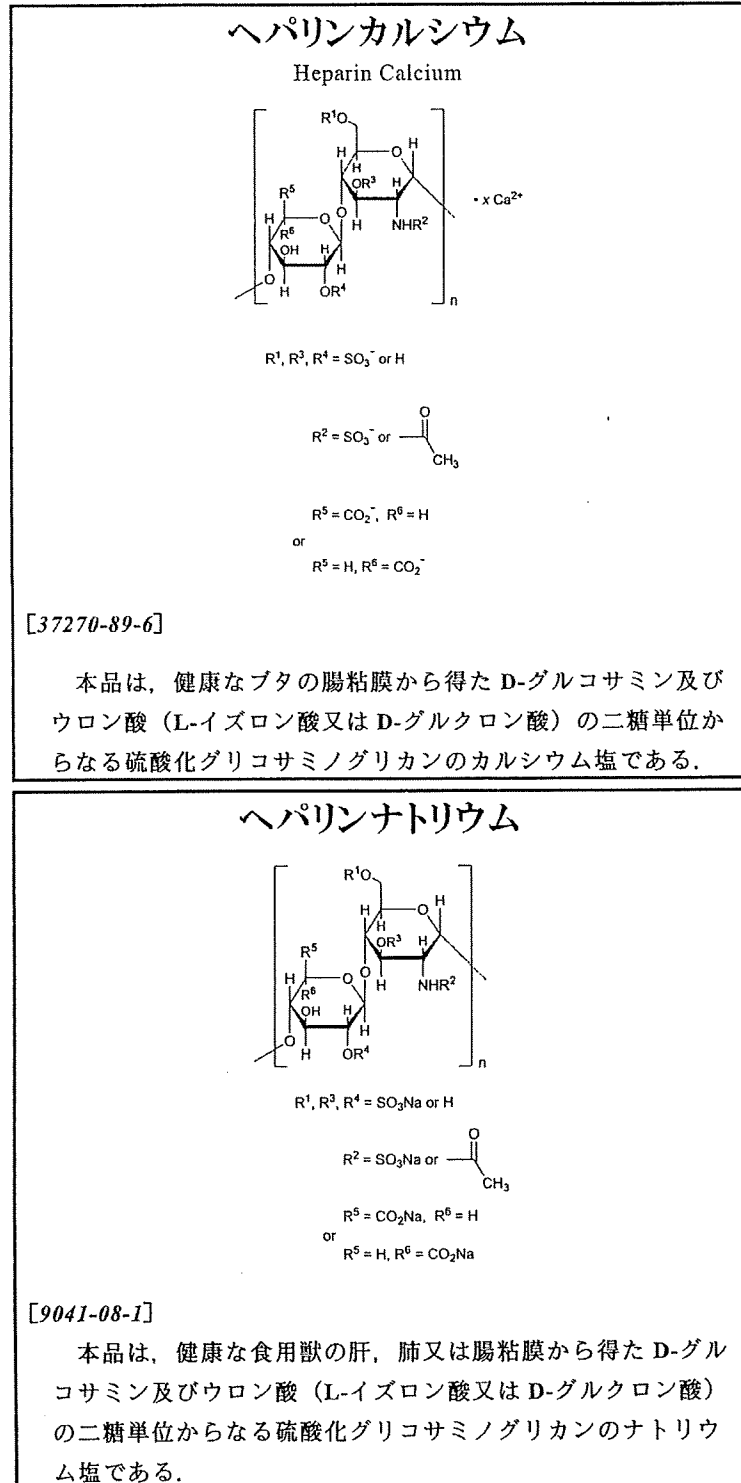 ヘパリンカルシウム
Heparin Calcium
R¹O
H
O
H
H
H
OR³
H
R⁵
O
H
NHR²
• x Ca²⁺
H
O
R⁶
OH
H
H
O
H
OR⁴
n
R¹, R³, R⁴ = SO₃⁻ or H
O
R² = SO₃⁻ or
CH₃
R⁵ = CO₂⁻, R⁶ = H
or
R⁵ = H, R⁶ = CO₂⁻
[37270-89-6]
本品は，健康なブタの腸粘膜から得た D-グルコサミン及び
ウロン酸（L-イズロン酸又は D-グルクロン酸）の二糖単位か
らなる硫酸化グリコサミノグリカンのカルシウム塩である．
ヘパリンナトリウム
R¹O
H
O
H
H
H
OR³
H
R⁵
O
H
NHR²
H
O
R⁶
OH
H
H
O
H
OR⁴
n
R¹, R³, R⁴ = SO₃Na or H
O
R² = SO₃Na or
CH₃
R⁵ = CO₂Na, R⁶ = H
or
R⁵ = H, R⁶ = CO₂Na
[9041-08-1]
本品は，健康な食用獣の肝，肺又は腸粘膜から得た D-グル
コサミン及びウロン酸（L-イズロン酸又は D-グルクロン酸）
の二糖単位からなる硫酸化グリコサミノグリカンのナトリウ
ム塩である．